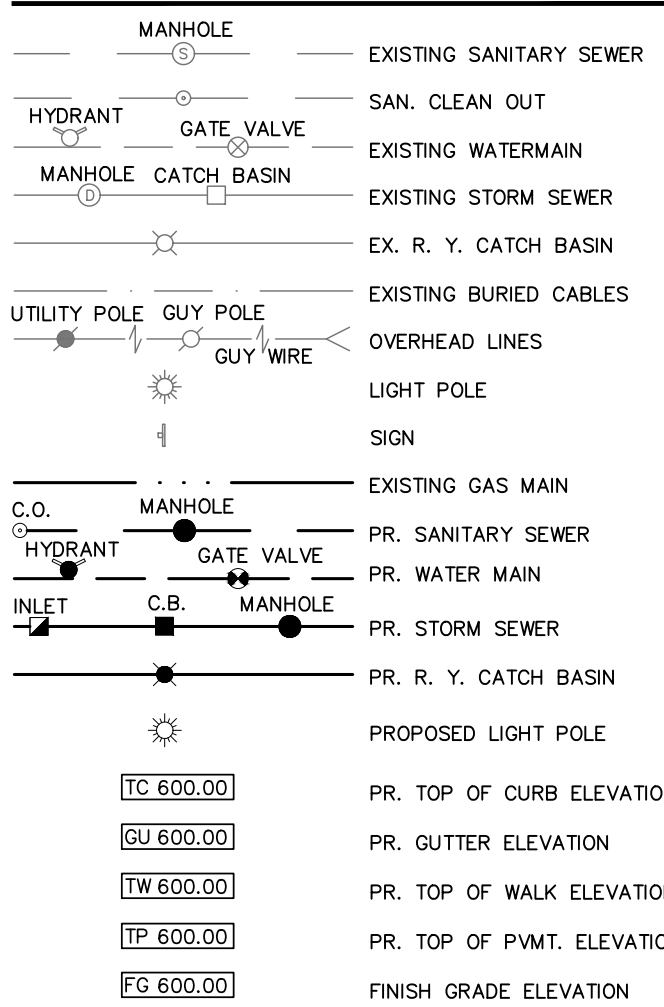 MANHOLE
S EXISTING SANITARY SEWER
SAN. CLEAN OUT
HYDRANT GATE VALVE
EXISTING WATERMAIN
MANHOLE CATCH BASIN
D EXISTING STORM SEWER
EX. R. Y. CATCH BASIN
EXISTING BURIED CABLES
UTILITY POLE GUY POLE
OVERHEAD LINES
GUY WIRE
LIGHT POLE
SIGN
EXISTING GAS MAIN
C.O. MANHOLE
PR. SANITARY SEWER
HYDRANT GATE VALVE
PR. WATER MAIN
INLET C.B. MANHOLE
PR. STORM SEWER
PR. R. Y. CATCH BASIN
PROPOSED LIGHT POLE
TC 600.00 PR. TOP OF CURB ELEVATIO
GU 600.00 PR. GUTTER ELEVATION
TW 600.00 PR. TOP OF WALK ELEVATIO
TP 600.00 PR. TOP OF PVMT. ELEVATIO
FG 600.00 FINISH GRADE ELEVATION